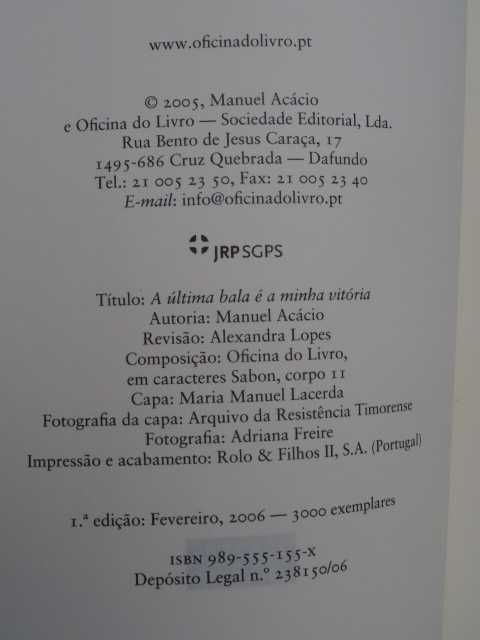 www.oficinadolivro.pt
© 2005, Manuel Acácio
e Oficina do Livro — Sociedade Editorial, Lda.
Rua Bento de Jesus Caraça, 17
1495-686 Cruz Quebrada — Dafundo
Tel.: 21 005 23 50, Fax: 21 005 23 40
E-mail: info@oficinadolivro.pt
JRP SGPS
Título: A última bala é a minha vitória
Autoria: Manuel Acácio
Revisão: Alexandra Lopes
Composição: Oficina do Livro,
em caracteres Sabon, corpo 11
Capa: Maria Manuel Lacerda
Fotografia da capa: Arquivo da Resistência Timorense
Fotografia: Adriana Freire
Impressão e acabamento: Rolo & Filhos II, S.A. (Portugal)
1.ª edição: Fevereiro, 2006 — 3000 exemplares
ISBN 989-555-155-X
Depósito Legal n.º 238150/06